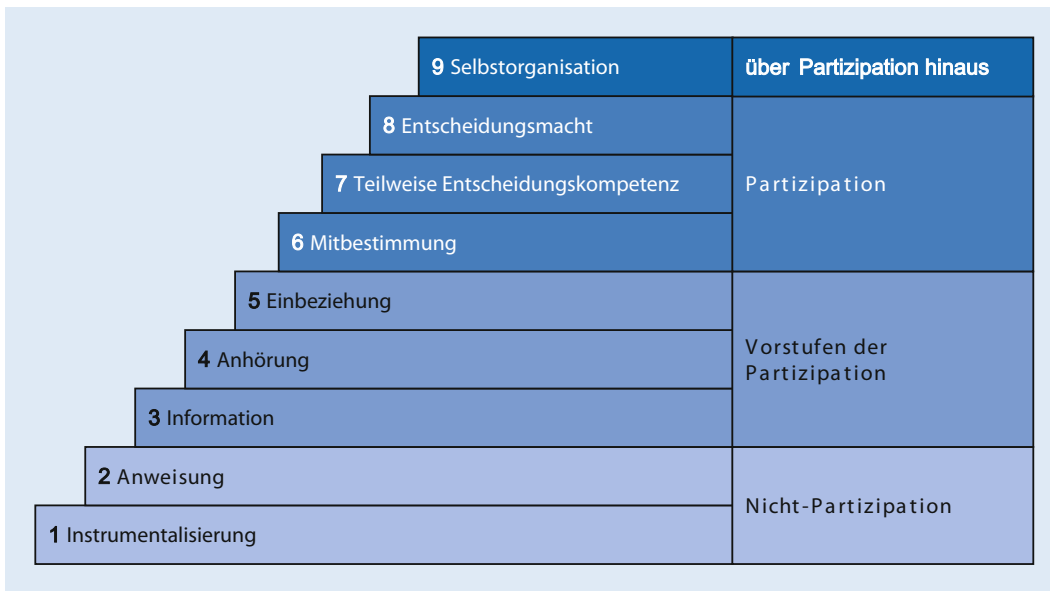 9 Selbstorganisation
über Partizipation hinaus
8 Entscheidungsmacht
7 Teilweise Entscheidungskompetenz
Partizipation
6 Mitbestimmung
5 Einbeziehung
4 Anhörung
Vorstufen der
Partizipation
3 Information
2 Anweisung
Nicht-Partizipation
1 Instrumentalisierung